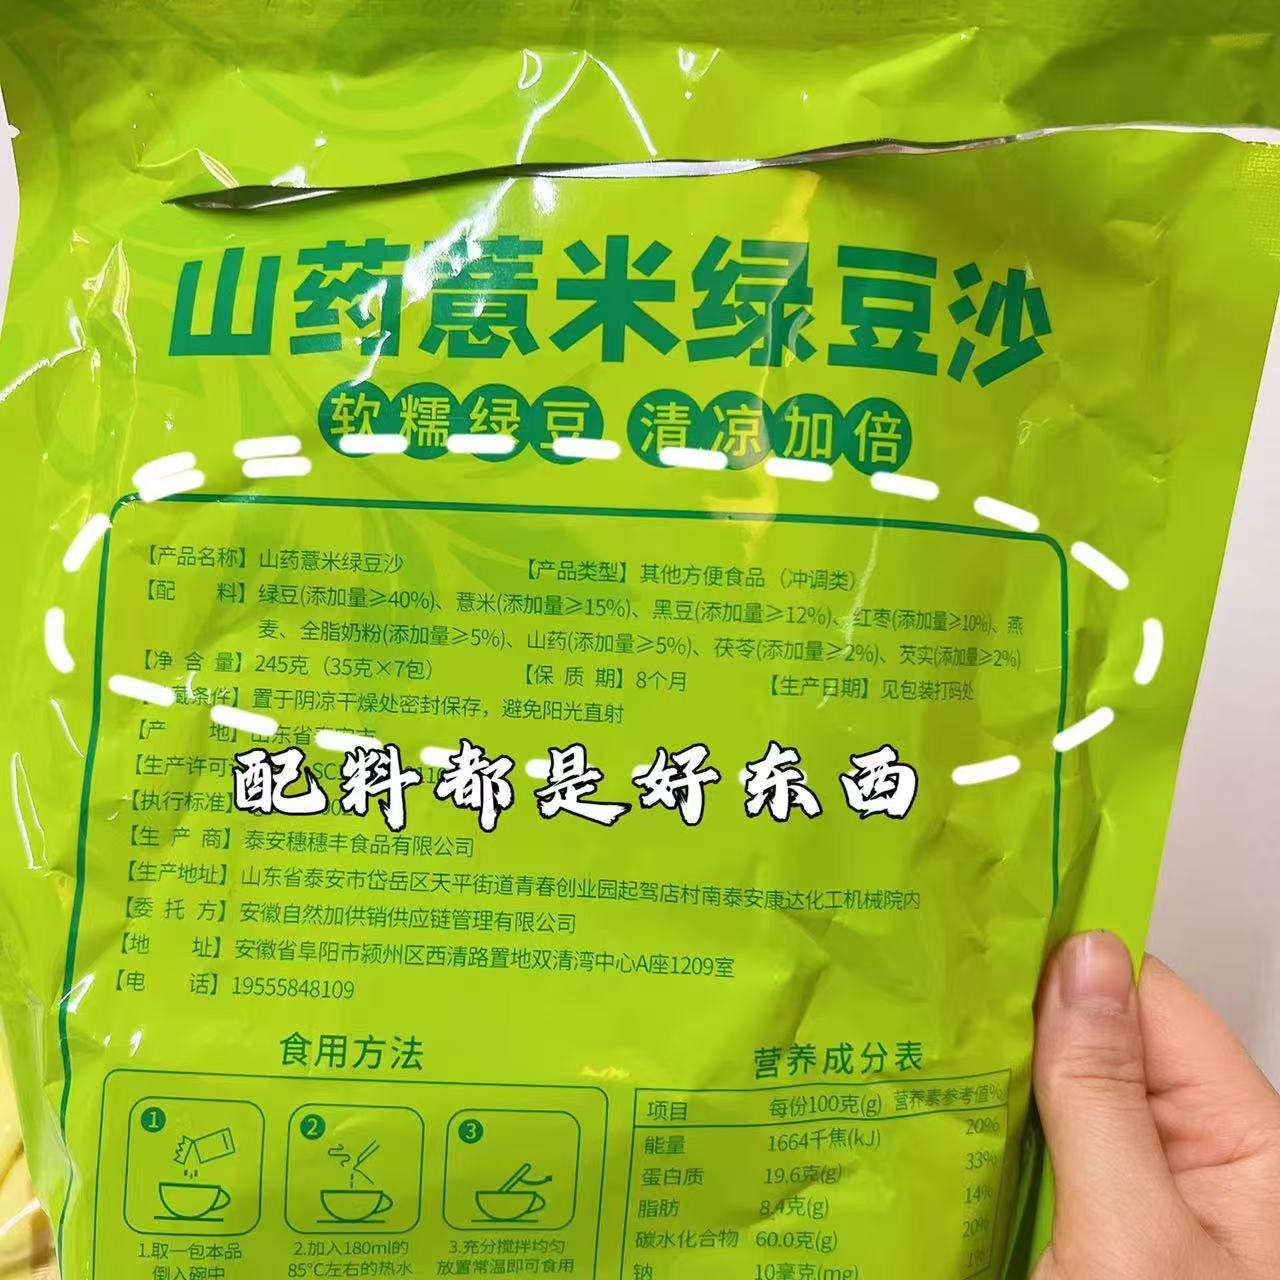 山药薏米绿豆沙
软糯绿豆 清凉加倍
【产品名称】山药薏米绿豆沙 【产品类型】其他方便食品（冲调类）
【配 料】绿豆(添加量≥40%)、薏米(添加量≥15%)、黑豆(添加量≥12%)、红枣(添加量≥10%)、燕
麦、全脂奶粉(添加量≥5%)、山药(添加量≥5%)、茯苓(添加量≥2%)、芡实(添加量≥2%)
【净 含 量】245克（35克×7包） 【保 质 期】8个月 【生产日期】见包装打码处
藏条件】置于阴凉干燥处密封保存，避免阳光直射
【产 地】山东省泰安市
配料都是好东西
【生产许可
【执行标准】
【生 产 商】泰安穗穗丰食品有限公司
【生产地址】山东省泰安市岱岳区天平街道青春创业园起驾店村南泰安康达化工机械院内
【委 托 方】安徽自然加供销供应链管理有限公司
【地 址】安徽省阜阳市颍州区西清路置地双清湾中心A座1209室
【电 话】19555848109
食用方法
1
2
3
1.取一包本品
倒入碗中
2.加入180ml的
85°C左右的热水
3.充分搅拌均匀
放置常温即可食用
营养成分表
项目 每份100克(g) 营养素参考值%
能量 1664千焦(kJ) 20%
蛋白质 19.6克(g) 33%
脂肪 8.4克(g) 14%
碳水化合物 60.0克(g) 20%
钠 10毫克(mg) 1%